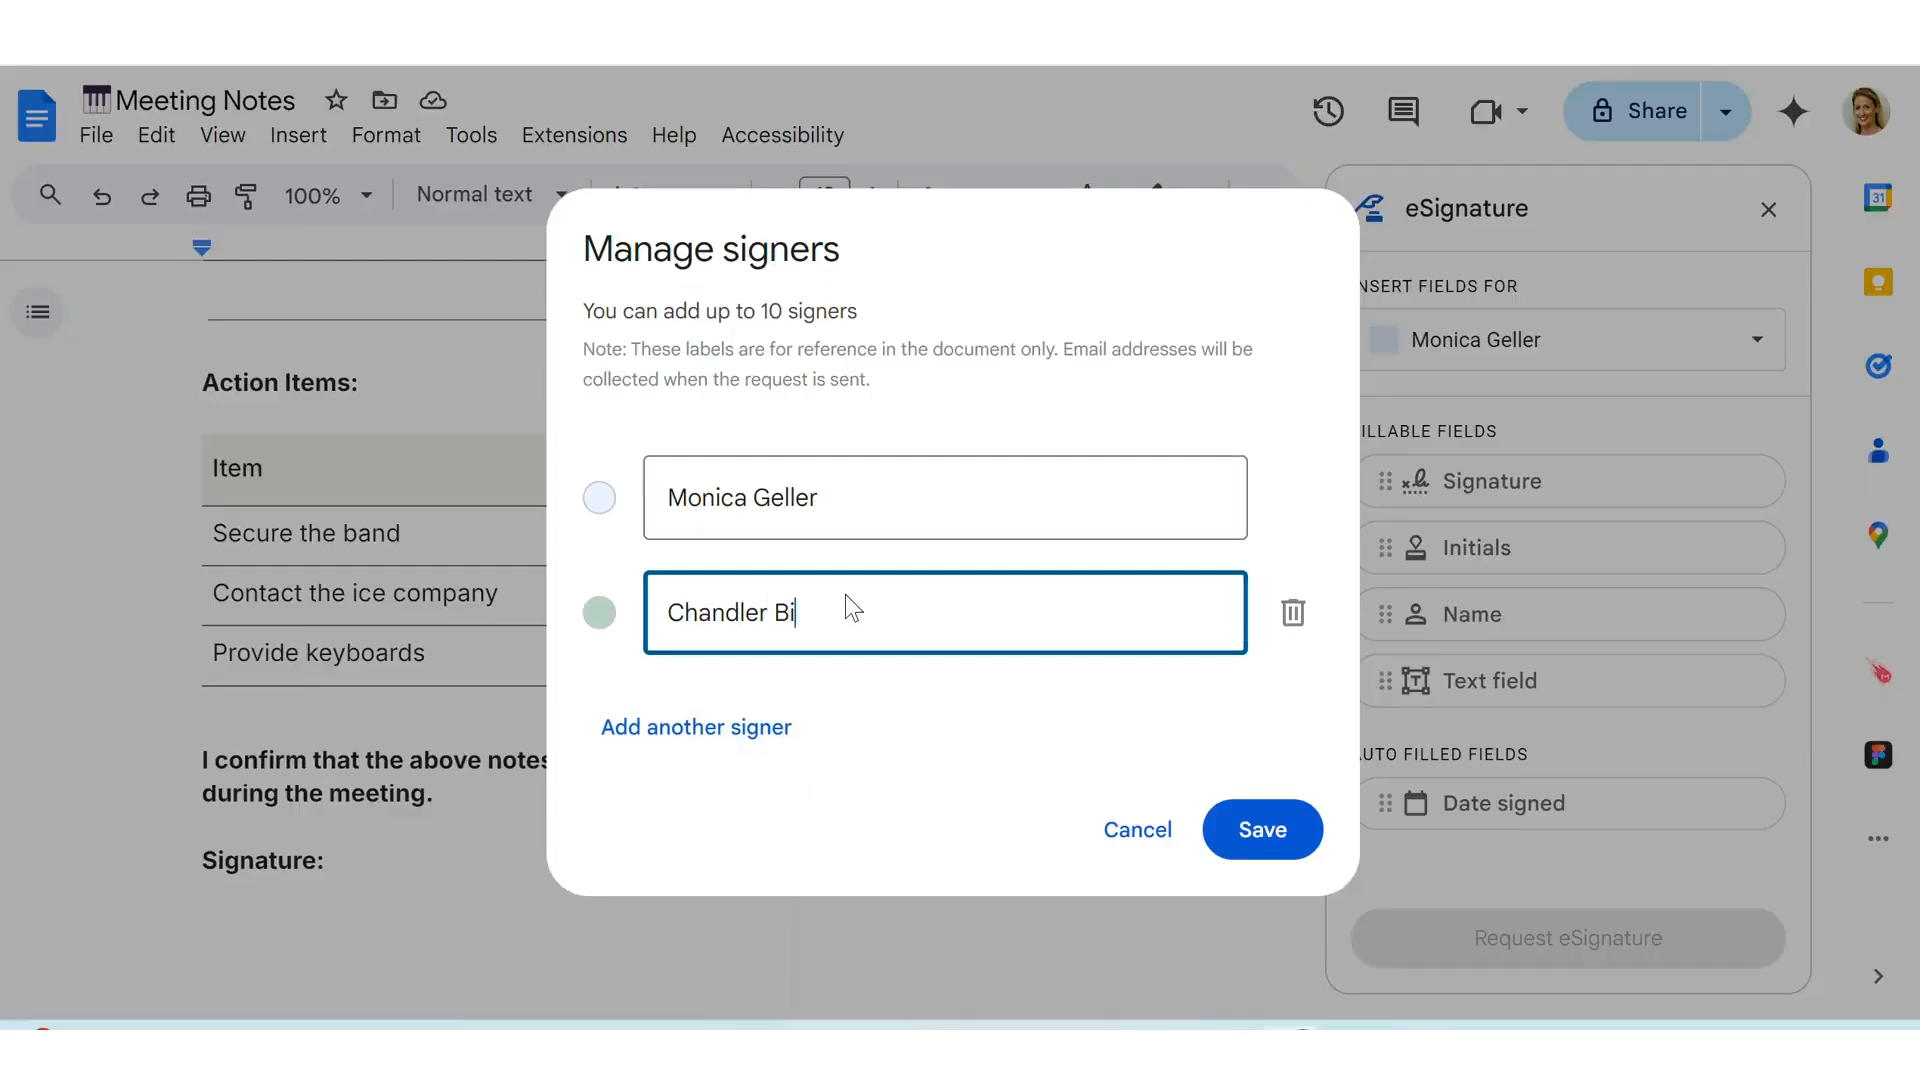 Meeting Notes
File Edit View Insert Format Tools Extensions Help Accessibility
Share
100% Normal text
Action Items:
Item
Secure the band
Contact the ice company
Provide keyboards
I confirm that the above notes
during the meeting.
Signature:
Manage signers
You can add up to 10 signers
Note: These labels are for reference in the document only. Email addresses will be
collected when the request is sent.
Monica Geller
Chandler Bi
Add another signer
Cancel Save
eSignature
NSERT FIELDS FOR
Monica Geller
ILLABLE FIELDS
Signature
Initials
Name
Text field
UTO FILLED FIELDS
Date signed
Request eSignature
31